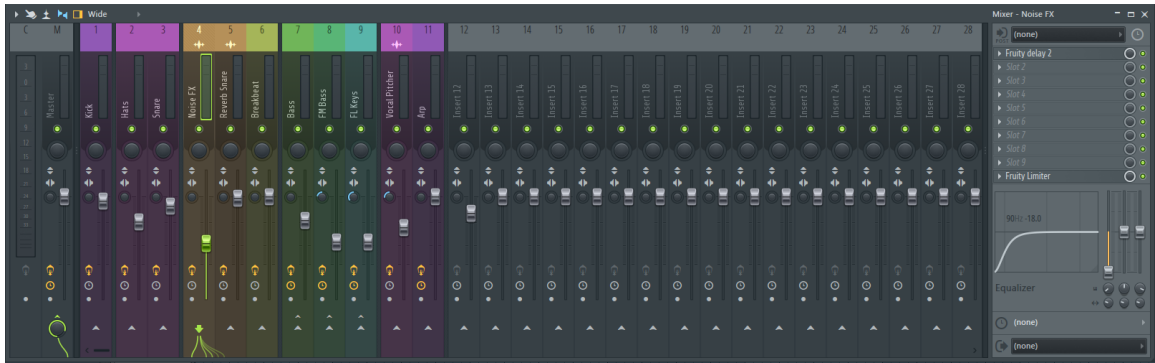 Wide
Mixer - Noise FX
C M 1 2 3 4 5 6 7 8 9 10 11 12 13 14 15 16 17 18 19 20 21 22 23 24 25 26 27 28
(none)
Master
Kick
Hats
Snare
Noise FX
Reverb Snare
Breakbeat
Bass
FM Bass
FL Keys
Vocal Pitcher
Arp
Insert 12
Insert 13
Insert 14
Insert 15
Insert 16
Insert 17
Insert 18
Insert 19
Insert 20
Insert 21
Insert 22
Insert 23
Insert 24
Insert 25
Insert 26
Insert 27
Insert 28
Fruity delay 2
Slot 2
Slot 3
Slot 4
Slot 5
Slot 6
Slot 7
Slot 8
Slot 9
Fruity Limiter
90Hz -18.0
Equalizer
(none)
(none)